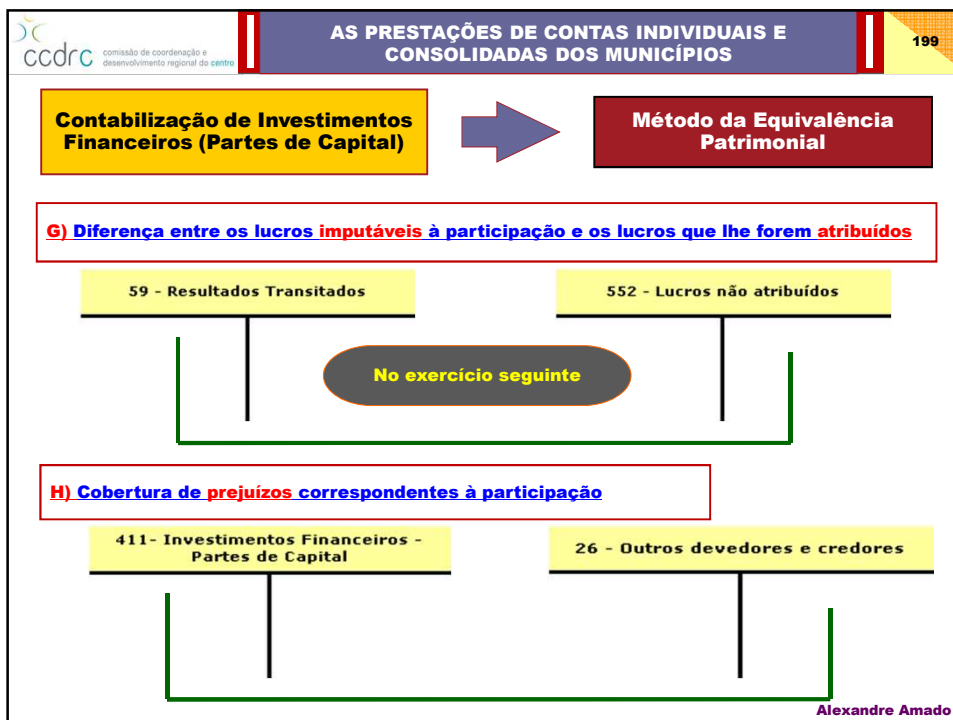 ccdrc
comissão de coordenação e
desenvolvimento regional do centro
AS PRESTAÇÕES DE CONTAS INDIVIDUAIS E
CONSOLIDADAS DOS MUNICÍPIOS
199
Contabilização de Investimentos
Financeiros (Partes de Capital)
Método da Equivalência
Patrimonial
G) Diferença entre os lucros imputáveis à participação e os lucros que lhe forem atribuídos
59 - Resultados Transitados
552 - Lucros não atribuídos
No exercício seguinte
H) Cobertura de prejuízos correspondentes à participação
411- Investimentos Financeiros -
Partes de Capital
26 - Outros devedores e credores
Alexandre Amado